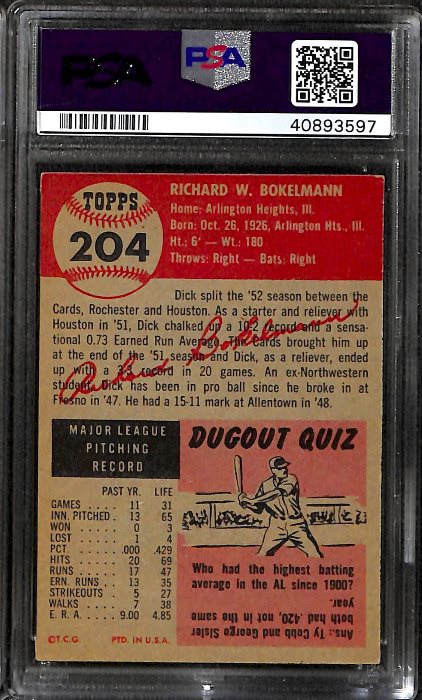 PSA
PSA
40893597
TOPPS
204
RICHARD W. BOKELMANN
Home: Arlington Heights, Ill.
Born: Oct. 26, 1926, Arlington Hts., Ill.
Ht.: 6' — Wt.: 180
Throws: Right — Bats: Right
Dick split the '52 season between the
Cards, Rochester and Houston. As a starter and reliever with
Houston in '51, Dick chalked up a 10-2 record and a sensa-
tional 0.73 Earned Run Average. The Cards brought him up
at the end of the '51 season and Dick, as a reliever, ended
up with a record in 20 games. An ex-Northwestern
student, Dick has been in pro ball since he broke in at
Fresno in '47. He had a 15-11 mark at Allentown in '48.
Richard Bokelmann
MAJOR LEAGUE
PITCHING
RECORD
PAST YR. LIFE
GAMES 11 31
INN. PITCHED 13 65
WON 0 3
LOST 1 4
PCT. .000 .429
HITS 20 69
RUNS 17 47
ERN. RUNS 13 35
STRIKEOUTS 5 27
WALKS 7 38
E. R. A. 9.00 4.85
©T.C.G. PTD. IN U.S.A.
DUGOUT QUIZ
Who had the highest batting
average in the AL since 1900?
Ans.: Ty Cobb and George Sisler
both had .420, not in the same
year.